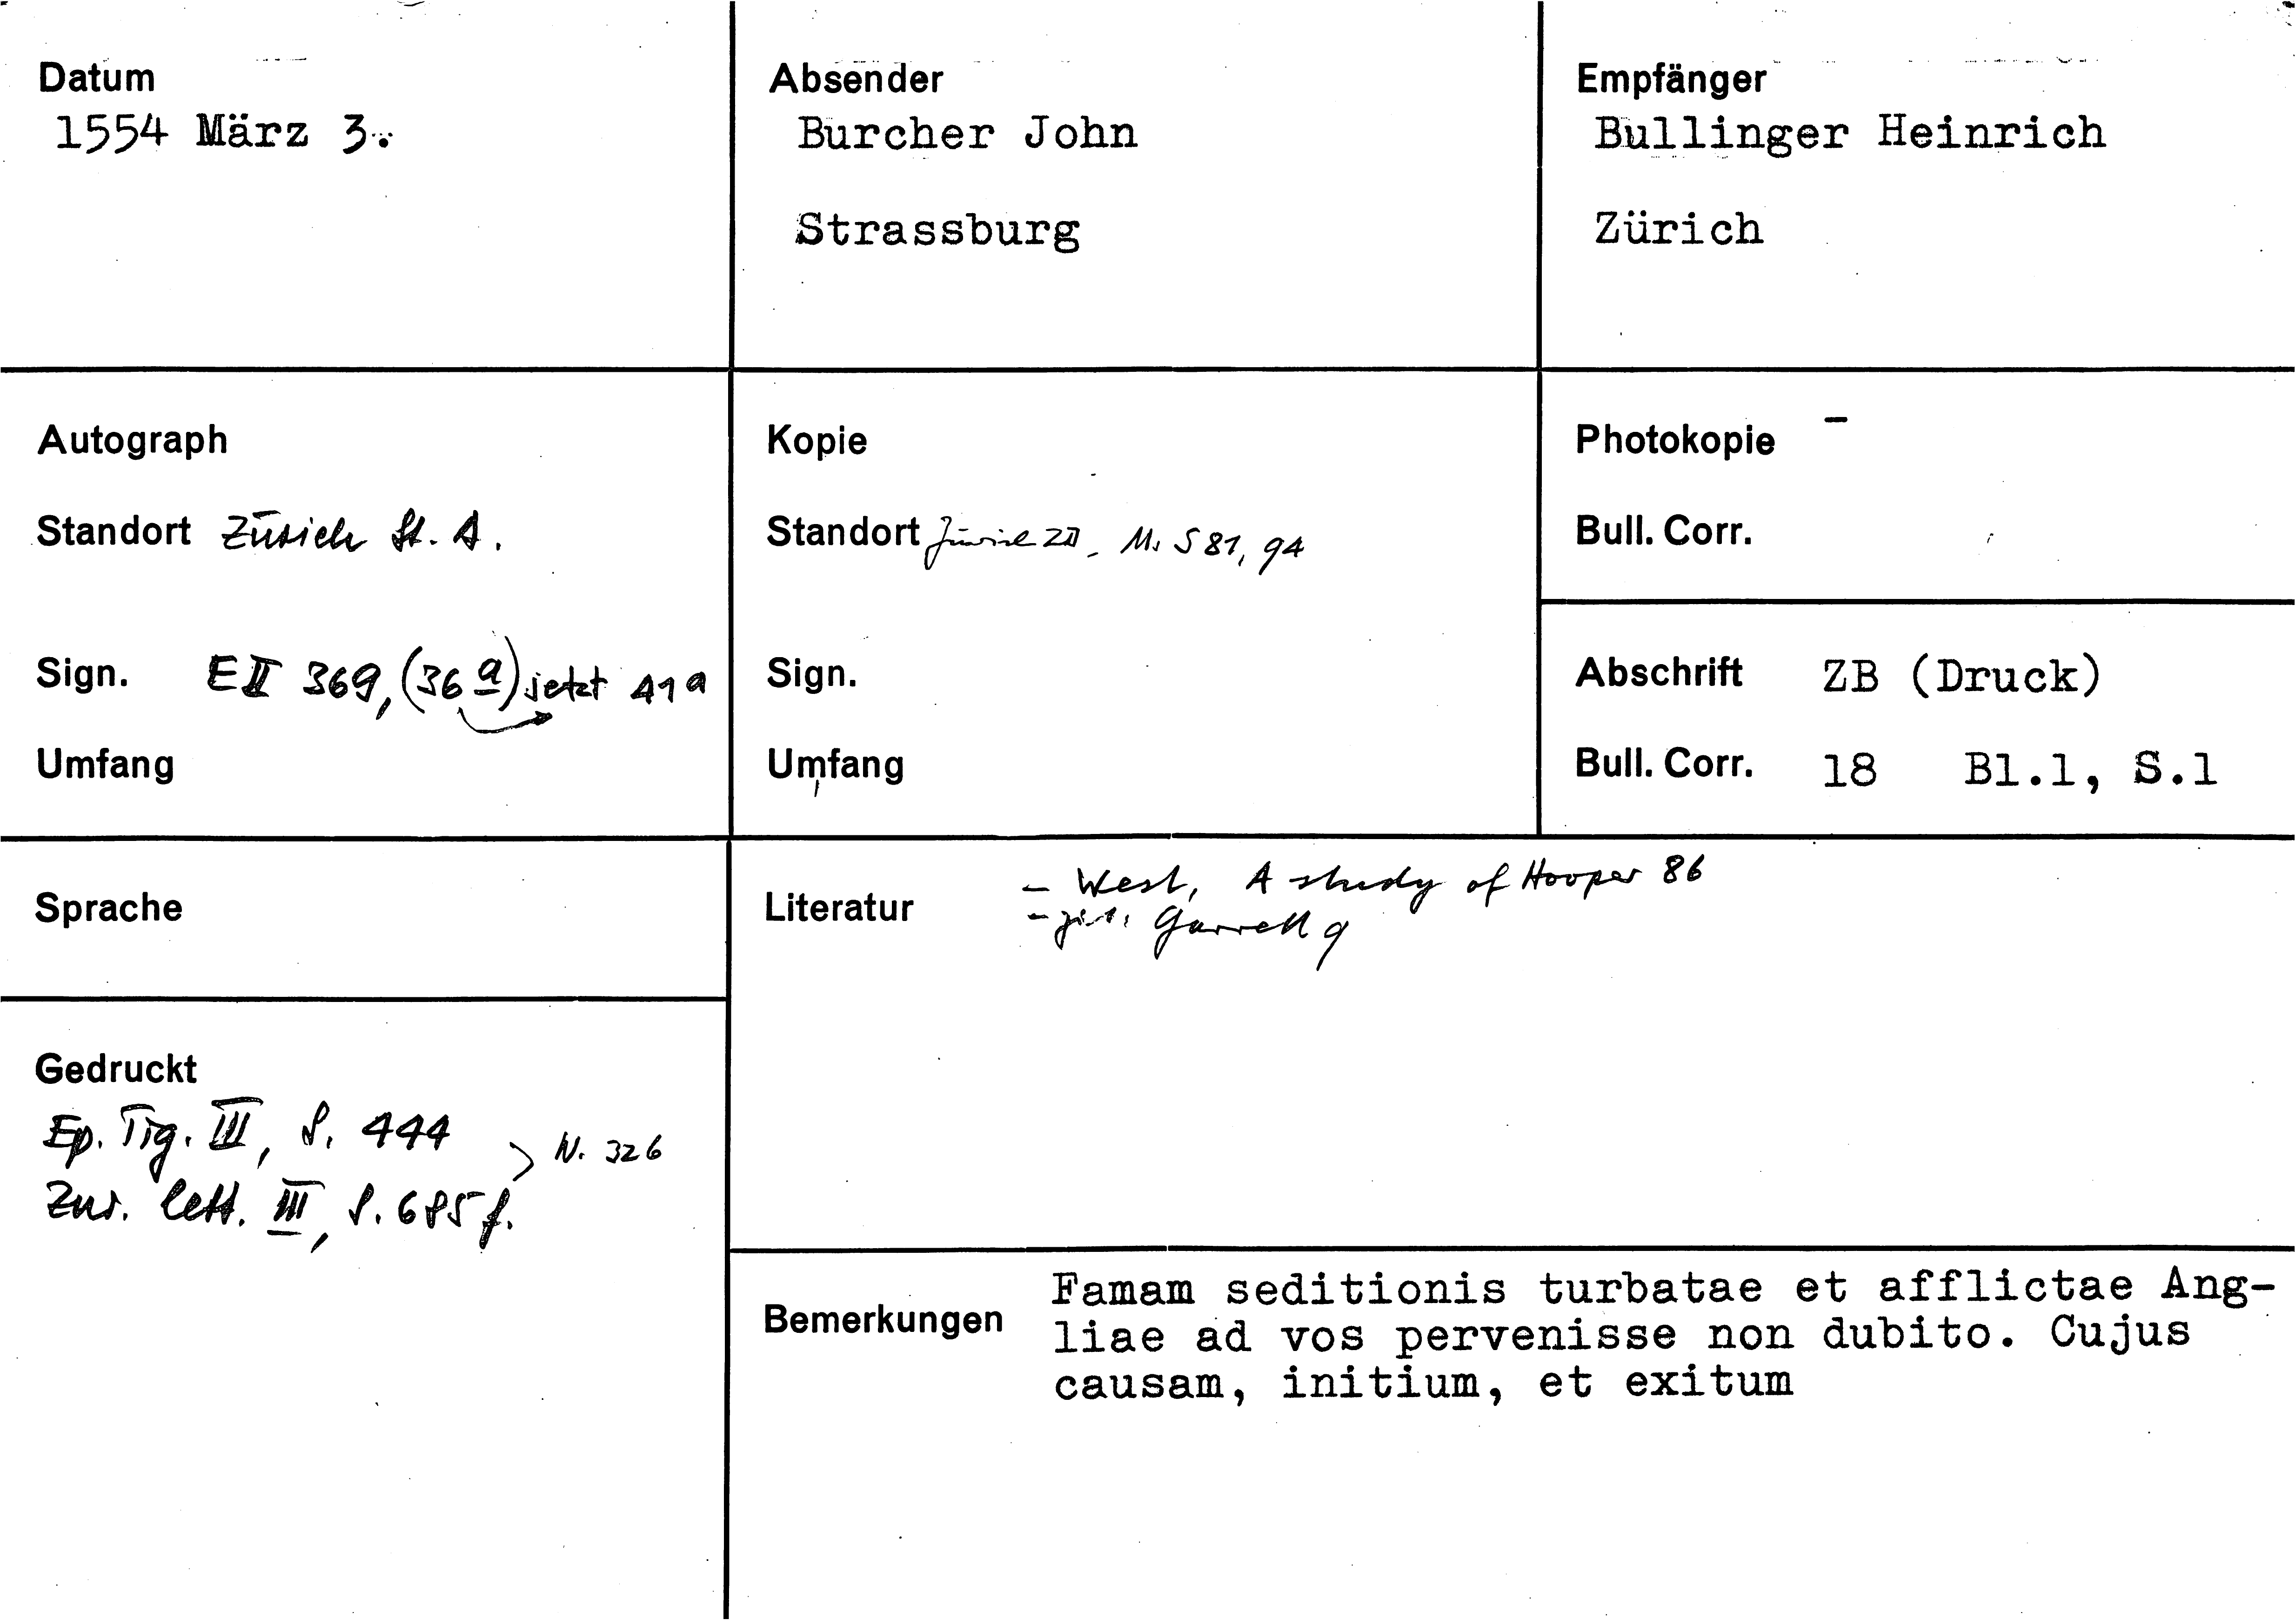 Datum
1554 März 3.
Absender
Burcher John
Strassburg
Empfänger
Bullinger Heinrich
Zürich
Autograph
Standort Zürich St. A.
Sign. E II 369, (36 a) jetzt 41a
Umfang
Kopie
Standort Zürich ZB - Ms S 81, 94
Sign.
Umfang
Photokopie –
Bull. Corr.
Abschrift ZB (Druck)
Bull. Corr. 18 Bl.1, S.1
Sprache
Literatur
– West, A study of Hooper 86
– zit. Garrett 9
Gedruckt
Ep. Tig. III, S. 444
> N. 326
Zur. lett. III, S. 685 f.
Bemerkungen
Famam seditionis turbatae et afflictae Ang-
liae ad vos pervenisse non dubito. Cujus
causam, initium, et exitum